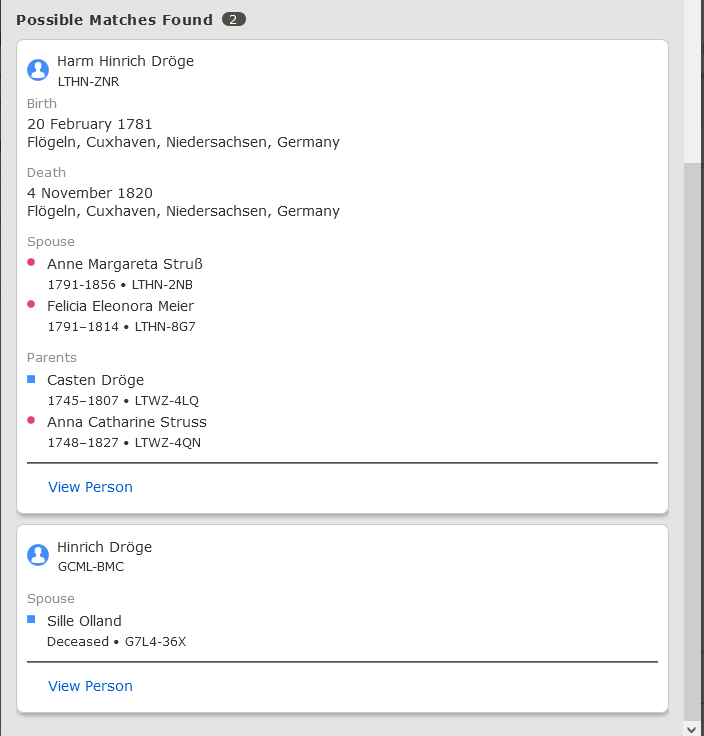 Possible Matches Found 2
Harm Hinrich Dröge
LTHN-ZNR
Birth
20 February 1781
Flögeln, Cuxhaven, Niedersachsen, Germany
Death
4 November 1820
Flögeln, Cuxhaven, Niedersachsen, Germany
Spouse
Anne Margareta Struß
1791-1856 • LTHN-2NB
Felicia Eleonora Meier
1791–1814 • LTHN-8G7
Parents
Casten Dröge
1745–1807 • LTWZ-4LQ
Anna Catharine Struss
1748–1827 • LTWZ-4QN
View Person
Hinrich Dröge
GCML-BMC
Spouse
Sille Olland
Deceased • G7L4-36X
View Person